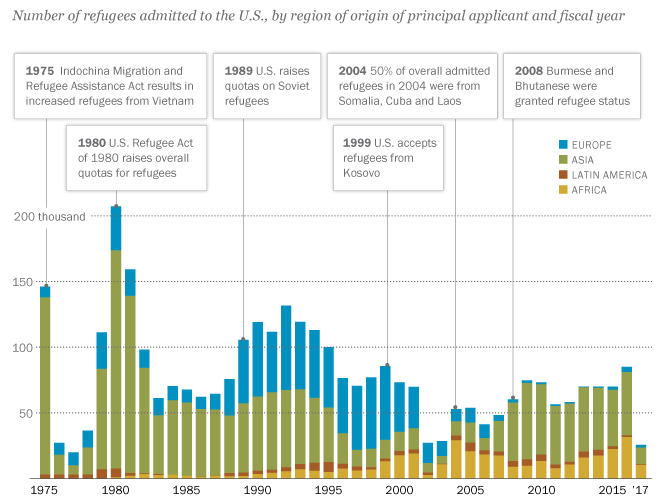 Number of refugees admitted to the U.S., by region of origin of principal applicant and fiscal year
1975 Indochina Migration and
Refugee Assistance Act results in
increased refugees from Vietnam
1989 U.S. raises
quotas on Soviet
refugees
2004 50% of overall admitted
refugees in 2004 were from
Somalia, Cuba and Laos
2008 Burmese and
Bhutanese were
granted refugee status
1980 U.S. Refugee Act
of 1980 raises overall
quotas for refugees
1999 U.S. accepts
refugees from
Kosovo
EUROPE
ASIA
LATIN AMERICA
AFRICA
200 thousand
150
100
50
1975 1980 1985 1990 1995 2000 2005 2010 2015 '17